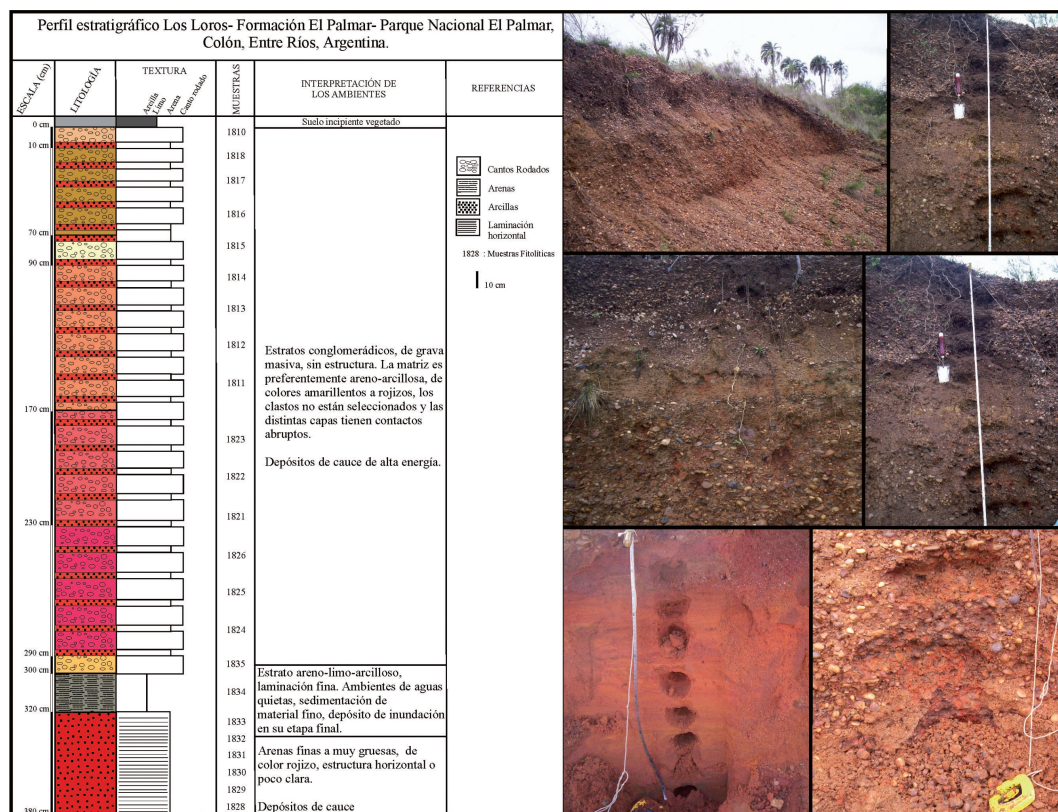 Perfil estratigráfico Los Loros- Formación El Palmar- Parque Nacional El Palmar,
Colón, Entre Ríos, Argentina.
ESCALA (cm)
LITOLOGÍA
TEXTURA
Arcilla
Limo
Arena
Canto rodado
MUESTRAS
INTERPRETACIÓN DE
LOS AMBIENTES
REFERENCIAS
0 cm
10 cm
70 cm
90 cm
170 cm
230 cm
290 cm
300 cm
320 cm
380 cm
1810
1818
1817
1816
1815
1814
1813
1812
1811
1823
1822
1821
1826
1825
1824
1835
1834
1833
1832
1831
1830
1829
1828
Suelo incipiente vegetado
Estratos conglomerádicos, de grava
masiva, sin estructura. La matriz es
preferentemente areno-arcillosa, de
colores amarillentos a rojizos, los
clastos no están seleccionados y las
distintas capas tienen contactos
abruptos.
Depósitos de cauce de alta energía.
Estrato areno-limo-arcilloso,
laminación fina. Ambientes de aguas
quietas, sedimentación de
material fino, depósito de inundación
en su etapa final.
Arenas finas a muy gruesas, de
color rojizo, estructura horizontal o
poco clara.
Depósitos de cauce
Cantos Rodados
Arenas
Arcillas
Laminación
horizontal
1828 : Muestras Fitolíticas
10 cm